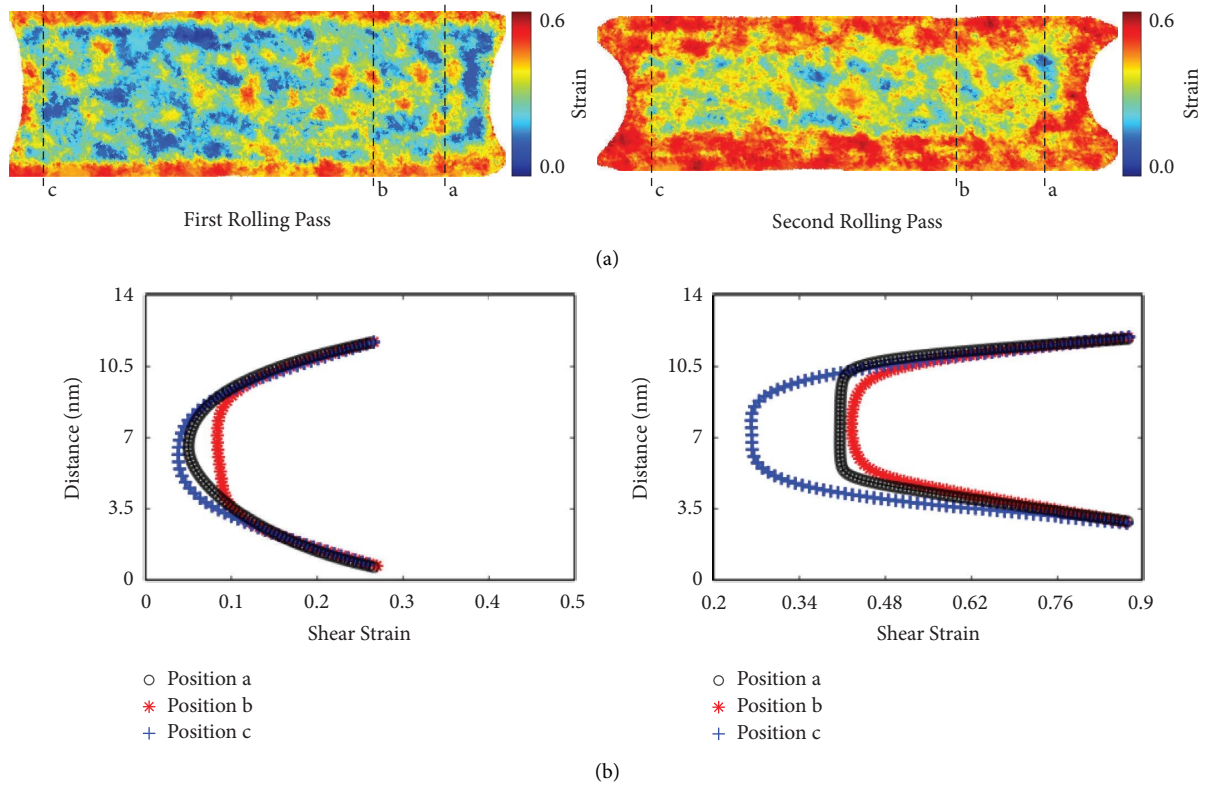 0.6
Strain
0.0
c
b
a
First Rolling Pass
0.6
Strain
0.0
c
b
a
Second Rolling Pass
(a)
14
10.5
7
3.5
0
Distance (nm)
0
0.1
0.2
0.3
0.4
0.5
Shear Strain
Position a
Position b
Position c
14
10.5
7
3.5
0
Distance (nm)
0.2
0.34
0.48
0.62
0.76
0.9
Shear Strain
Position a
Position b
Position c
(b)